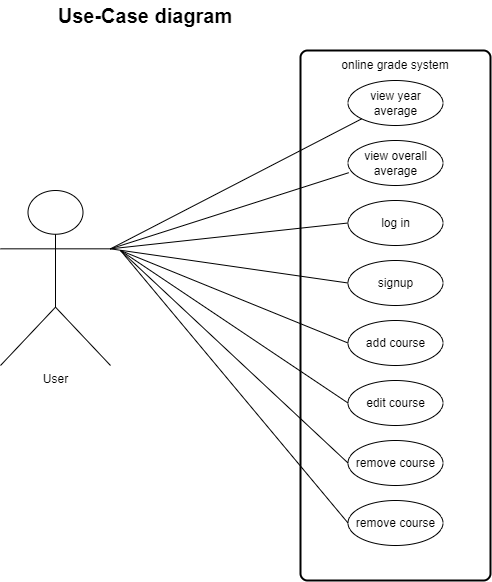 Use-Case diagram
online grade system
view year
average
view overall
average
log in
signup
add course
edit course
remove course
remove course
User